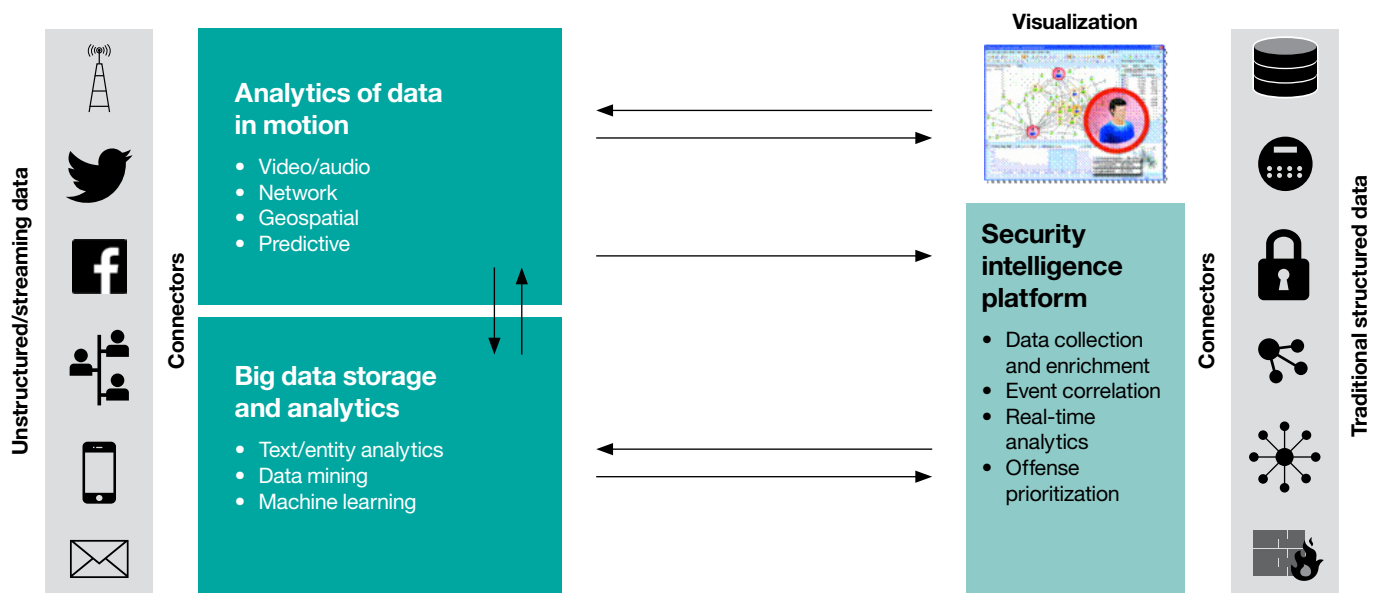 Unstructured/streaming data
Connectors
Analytics of data
in motion
• Video/audio
• Network
• Geospatial
• Predictive
Big data storage
and analytics
• Text/entity analytics
• Data mining
• Machine learning
Visualization
Security
intelligence
platform
• Data collection
and enrichment
• Event correlation
• Real-time
analytics
• Offense
prioritization
Connectors
Traditional structured data